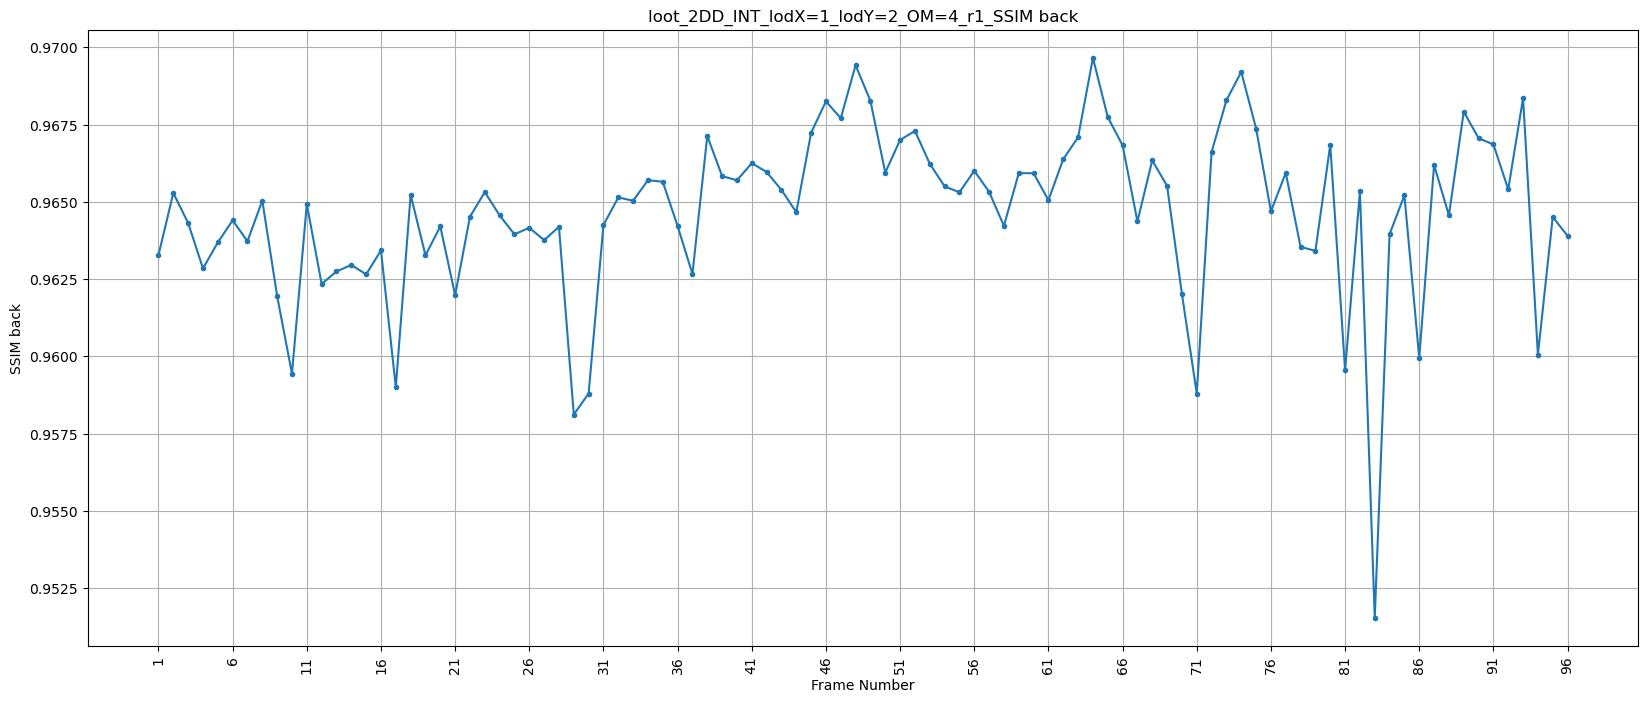 loot_2DD_INT_lodX=1_lodY=2_OM=4_r1_SSIM back
0.9700
0.9675
0.9650
0.9625
0.9600
0.9575
0.9550
0.9525
SSIM back
1 6 11 16 21 26 31 36 41 46 51 56 61 66 71 76 81 86 91 96
Frame Number